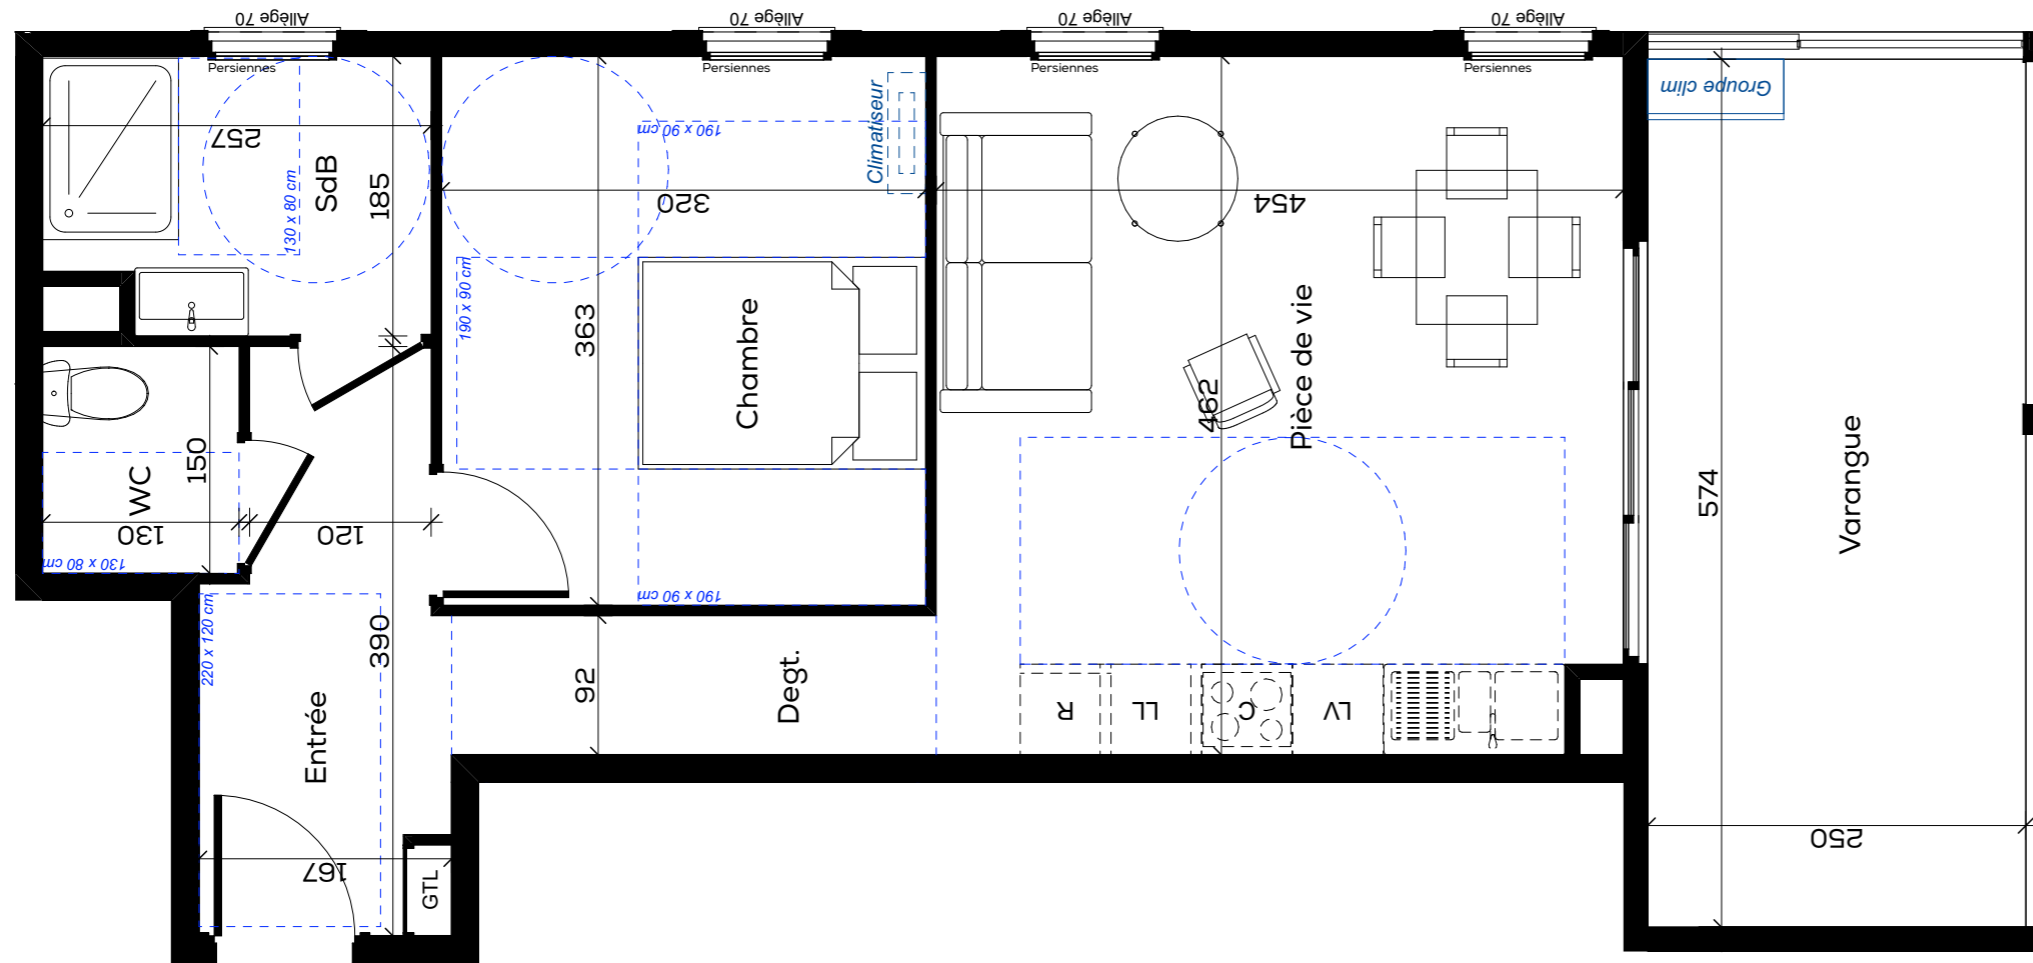 Allège 70
Allège 70
Allège 70
Allège 70
Persiennes
Persiennes
Persiennes
Persiennes
Groupe clim
Climatiseur
257
SdB
185
130 x 80 cm
190 x 90 cm
320
454
190 x 90 cm
363
Chambre
462
Pièce de vie
WC
150
130
120
130 x 80 cm
190 x 90 cm
574
Varangue
220 x 120 cm
390
Entrée
92
Degt.
R
LL
C
LV
167
GTL
250